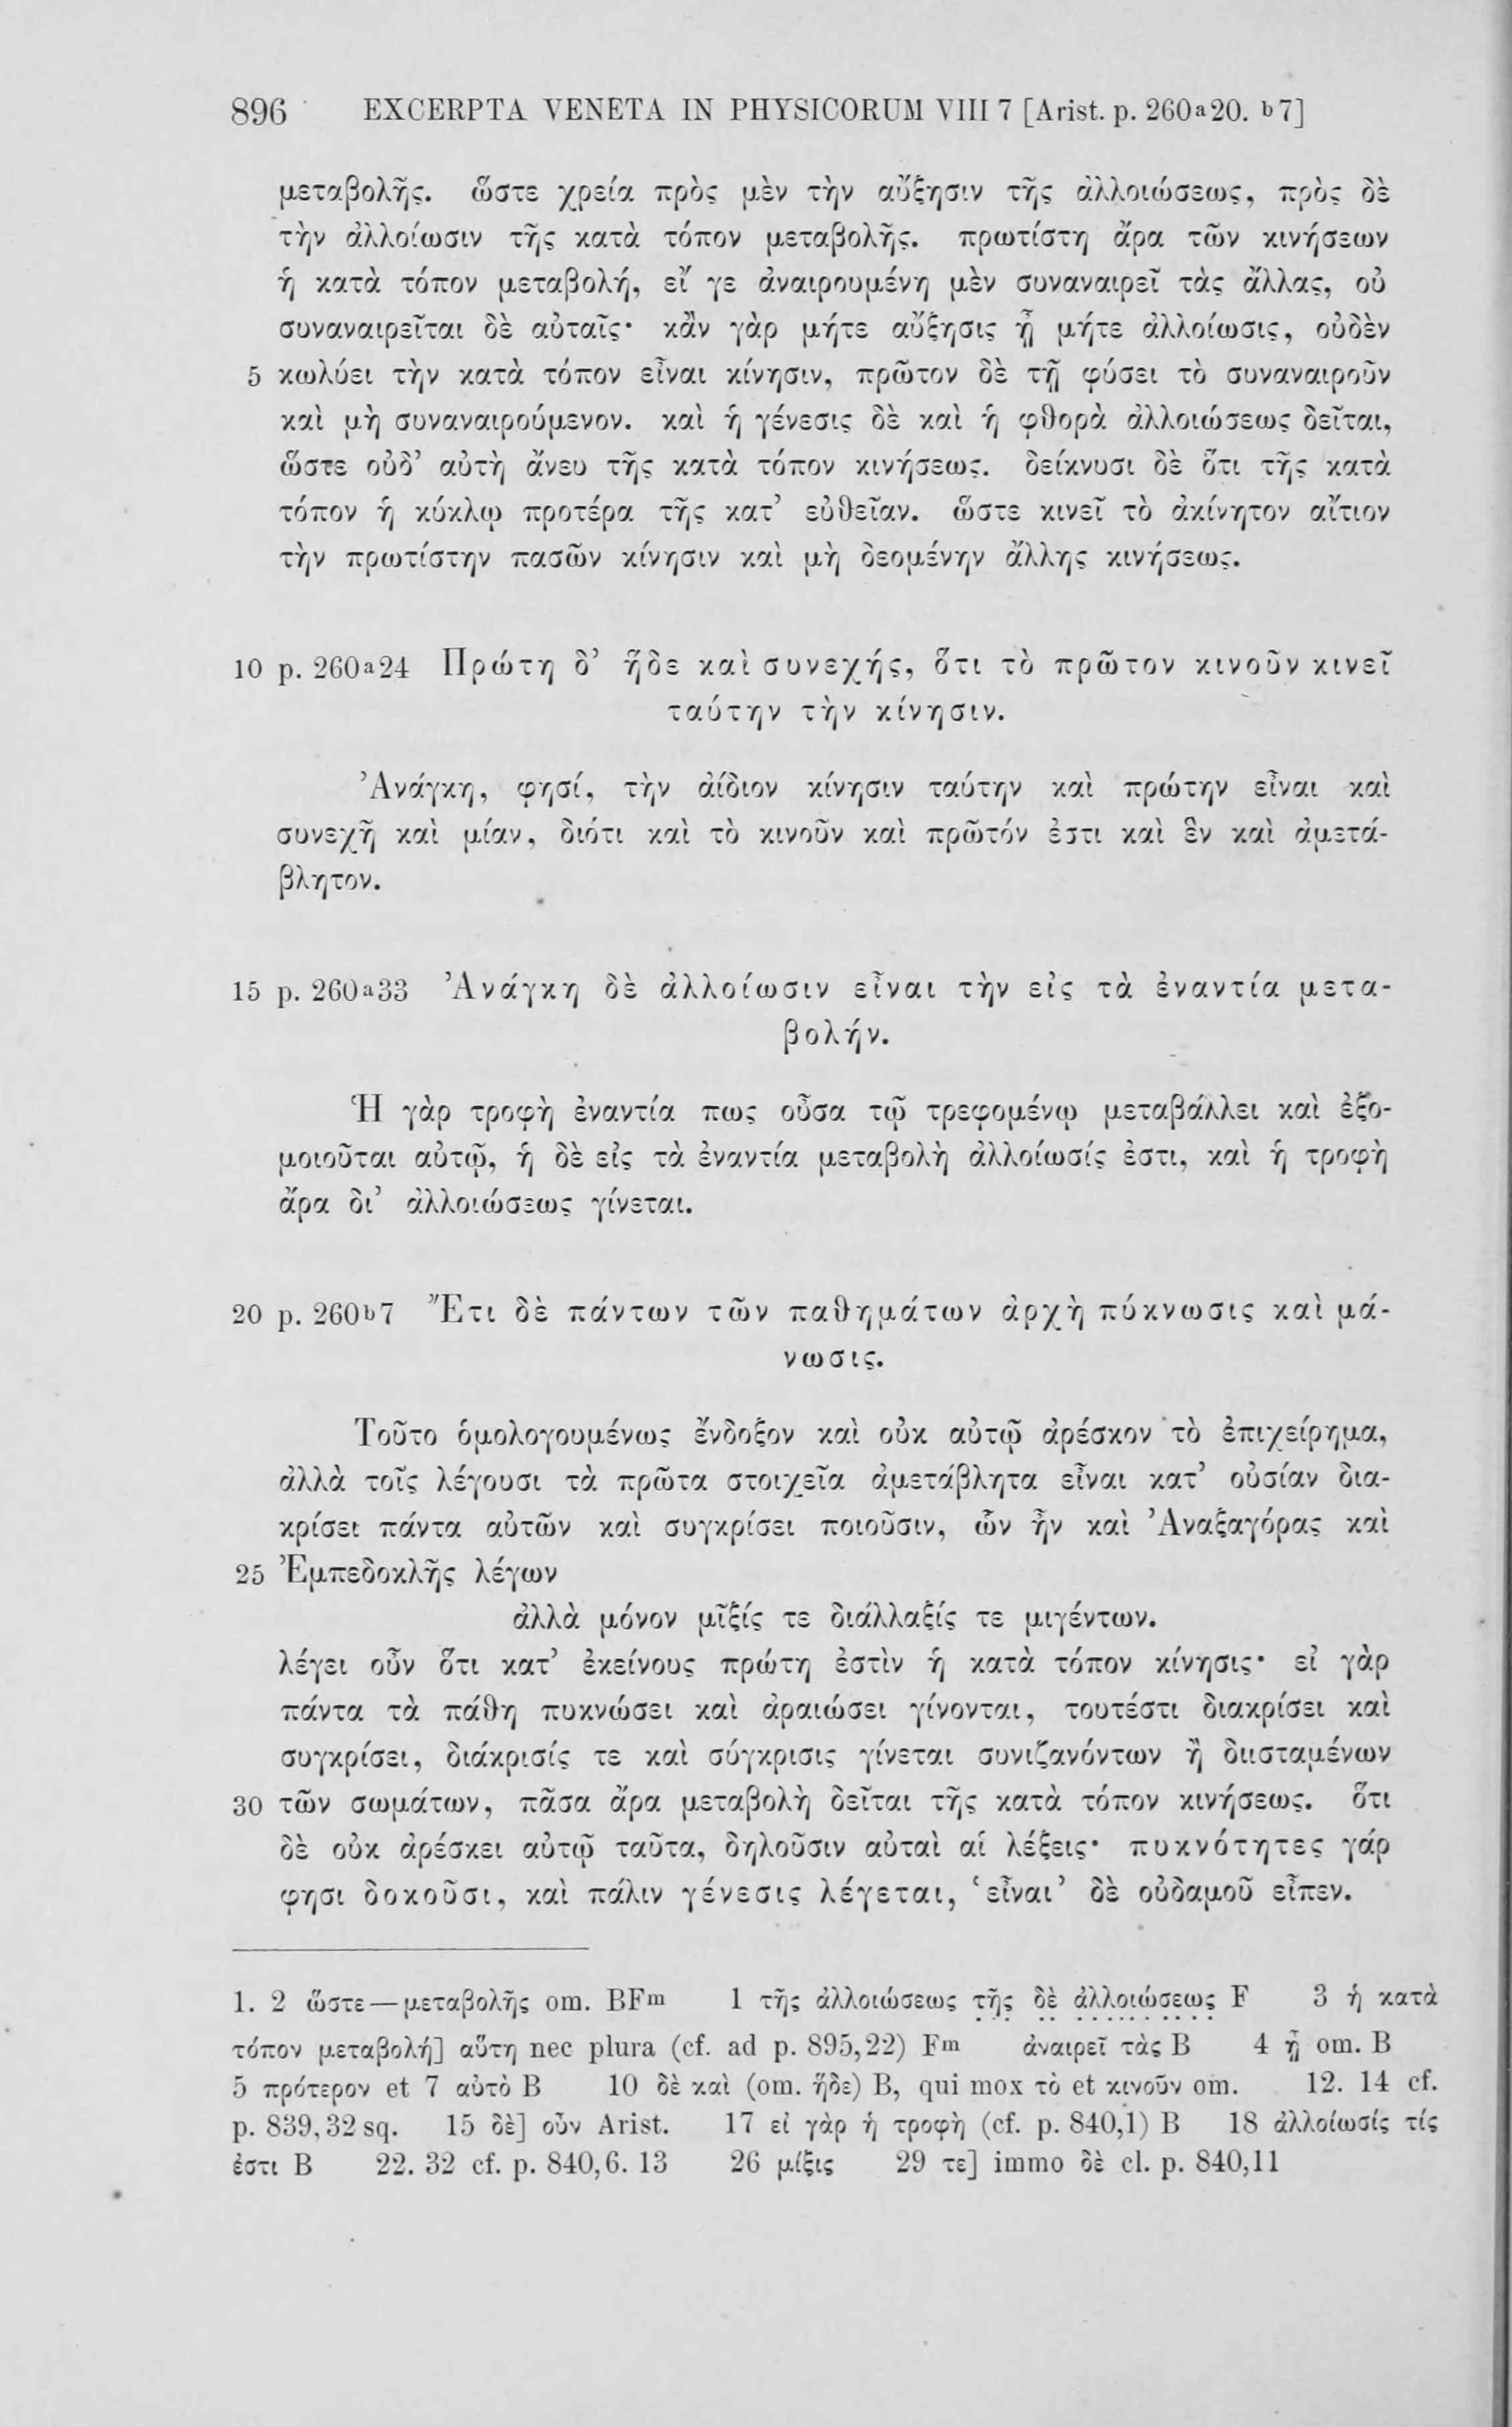 896 EXCERPTA VENETA IN PHYSICORUM VIII 7 [Arist. p. 260a20. b7]
μεταβολῆς. ὥστε χρεία πρὸς μὲν τὴν αὔξησιν τῆς ἀλλοιώσεως, πρὸς δὲ
τὴν ἀλλοίωσιν τῆς κατὰ τόπον μεταβολῆς. πρωτίστη ἄρα τῶν κινήσεων
ἡ κατὰ τόπον μεταβολή, εἴ γε ἀναιρουμένη μὲν συναναιρεῖ τὰς ἄλλας, οὐ
συναναιρεῖται δὲ αὐταῖς· κἂν γὰρ μήτε αὔξησις ᾖ μήτε ἀλλοίωσις, οὐδὲν
5 κωλύει τὴν κατὰ τόπον εἶναι κίνησιν, πρῶτον δὲ τῇ φύσει τὸ συναναιροῦν
καὶ μὴ συναναιρούμενον. καὶ ἡ γένεσις δὲ καὶ ἡ φθορὰ ἀλλοιώσεως δεῖται,
ὥστε οὐδ’ αὐτὴ ἄνευ τῆς κατὰ τόπον κινήσεως. δείκνυσι δὲ ὅτι τῆς κατὰ
τόπον ἡ κύκλῳ προτέρα τῆς κατ’ εὐθεῖαν. ὥστε κινεῖ τὸ ἀκίνητον αἴτιον
τὴν πρωτίστην πασῶν κίνησιν καὶ μὴ δεομένην ἄλλης κινήσεως.
10 p. 260a24 Πρώτη δ’ ἥδε καὶ συνεχής, ὅτι τὸ πρῶτον κινοῦν κινεῖ
ταύτην τὴν κίνησιν.
Ἀνάγκη, φησί, τὴν ἀίδιον κίνησιν ταύτην καὶ πρώτην εἶναι καὶ
συνεχῆ καὶ μίαν, διότι καὶ τὸ κινοῦν καὶ πρῶτόν ἐστι καὶ ἓν καὶ ἀμετά-
βλητον.
15 p. 260a33 Ἀνάγκη δὲ ἀλλοίωσιν εἶναι τὴν εἰς τὰ ἐναντία μετα-
βολήν.
Ἡ γὰρ τροφὴ ἐναντία πως οὖσα τῷ τρεφομένῳ μεταβάλλει καὶ ἐξο-
μοιοῦται αὐτῷ, ἡ δὲ εἰς τὰ ἐναντία μεταβολὴ ἀλλοίωσίς ἐστι, καὶ ἡ τροφὴ
ἄρα δι’ ἀλλοιώσεως γίνεται.
20 p. 260b7 Ἔτι δὲ πάντων τῶν παθημάτων ἀρχὴ πύκνωσις καὶ μά-
νωσις.
Τοῦτο ὁμολογουμένως ἔνδοξον καὶ οὐκ αὐτῷ ἀρέσκον τὸ ἐπιχείρημα,
ἀλλὰ τοῖς λέγουσι τὰ πρῶτα στοιχεῖα ἀμετάβλητα εἶναι κατ’ οὐσίαν δια-
κρίσει πάντα αὐτῶν καὶ συγκρίσει ποιοῦσιν, ὧν ἦν καὶ Ἀναξαγόρας καὶ
25 Ἐμπεδοκλῆς λέγων
ἀλλὰ μόνον μῖξίς τε διάλλαξίς τε μιγέντων.
λέγει οὖν ὅτι κατ’ ἐκείνους πρώτη ἐστὶν ἡ κατὰ τόπον κίνησις· εἰ γὰρ
πάντα τὰ πάθη πυκνώσει καὶ ἀραιώσει γίνονται, τουτέστι διακρίσει καὶ
συγκρίσει, διάκρισίς τε καὶ σύγκρισις γίνεται συνιζανόντων ἢ διισταμένων
30 τῶν σωμάτων, πᾶσα ἄρα μεταβολὴ δεῖται τῆς κατὰ τόπον κινήσεως. ὅτι
δὲ οὐκ ἀρέσκει αὐτῷ ταῦτα, δηλοῦσιν αὐταὶ αἱ λέξεις· πυκνότητες γάρ
φησι δοκοῦσι, καὶ πάλιν γένεσις λέγεται, ‘εἶναι’ δὲ οὐδαμοῦ εἶπεν.
1. 2 ὥστε—μεταβολῆς om. BFm 1 τῆς ἀλλοιώσεως τῆς δὲ ἀλλοιώσεως F 3 ἡ κατὰ
τόπον μεταβολή] αὕτη nec plura (cf. ad p. 895,22) Fm ἀναιρεῖ τὰς B 4 ᾖ om. B
5 πρότερον et 7 αὐτὸ B 10 δὲ καὶ (om. ἥδε) B, qui mox τὸ et κινοῦν om. 12. 14 cf.
p. 839,32 sq. 15 δὲ] οὖν Arist. 17 εἰ γὰρ ἡ τροφὴ (cf. p. 840,1) B 18 ἀλλοίωσίς τίς
ἐστι B 22. 32 cf. p. 840,6. 13 26 μίξις 29 τε] immo δὲ cl. p. 840,11